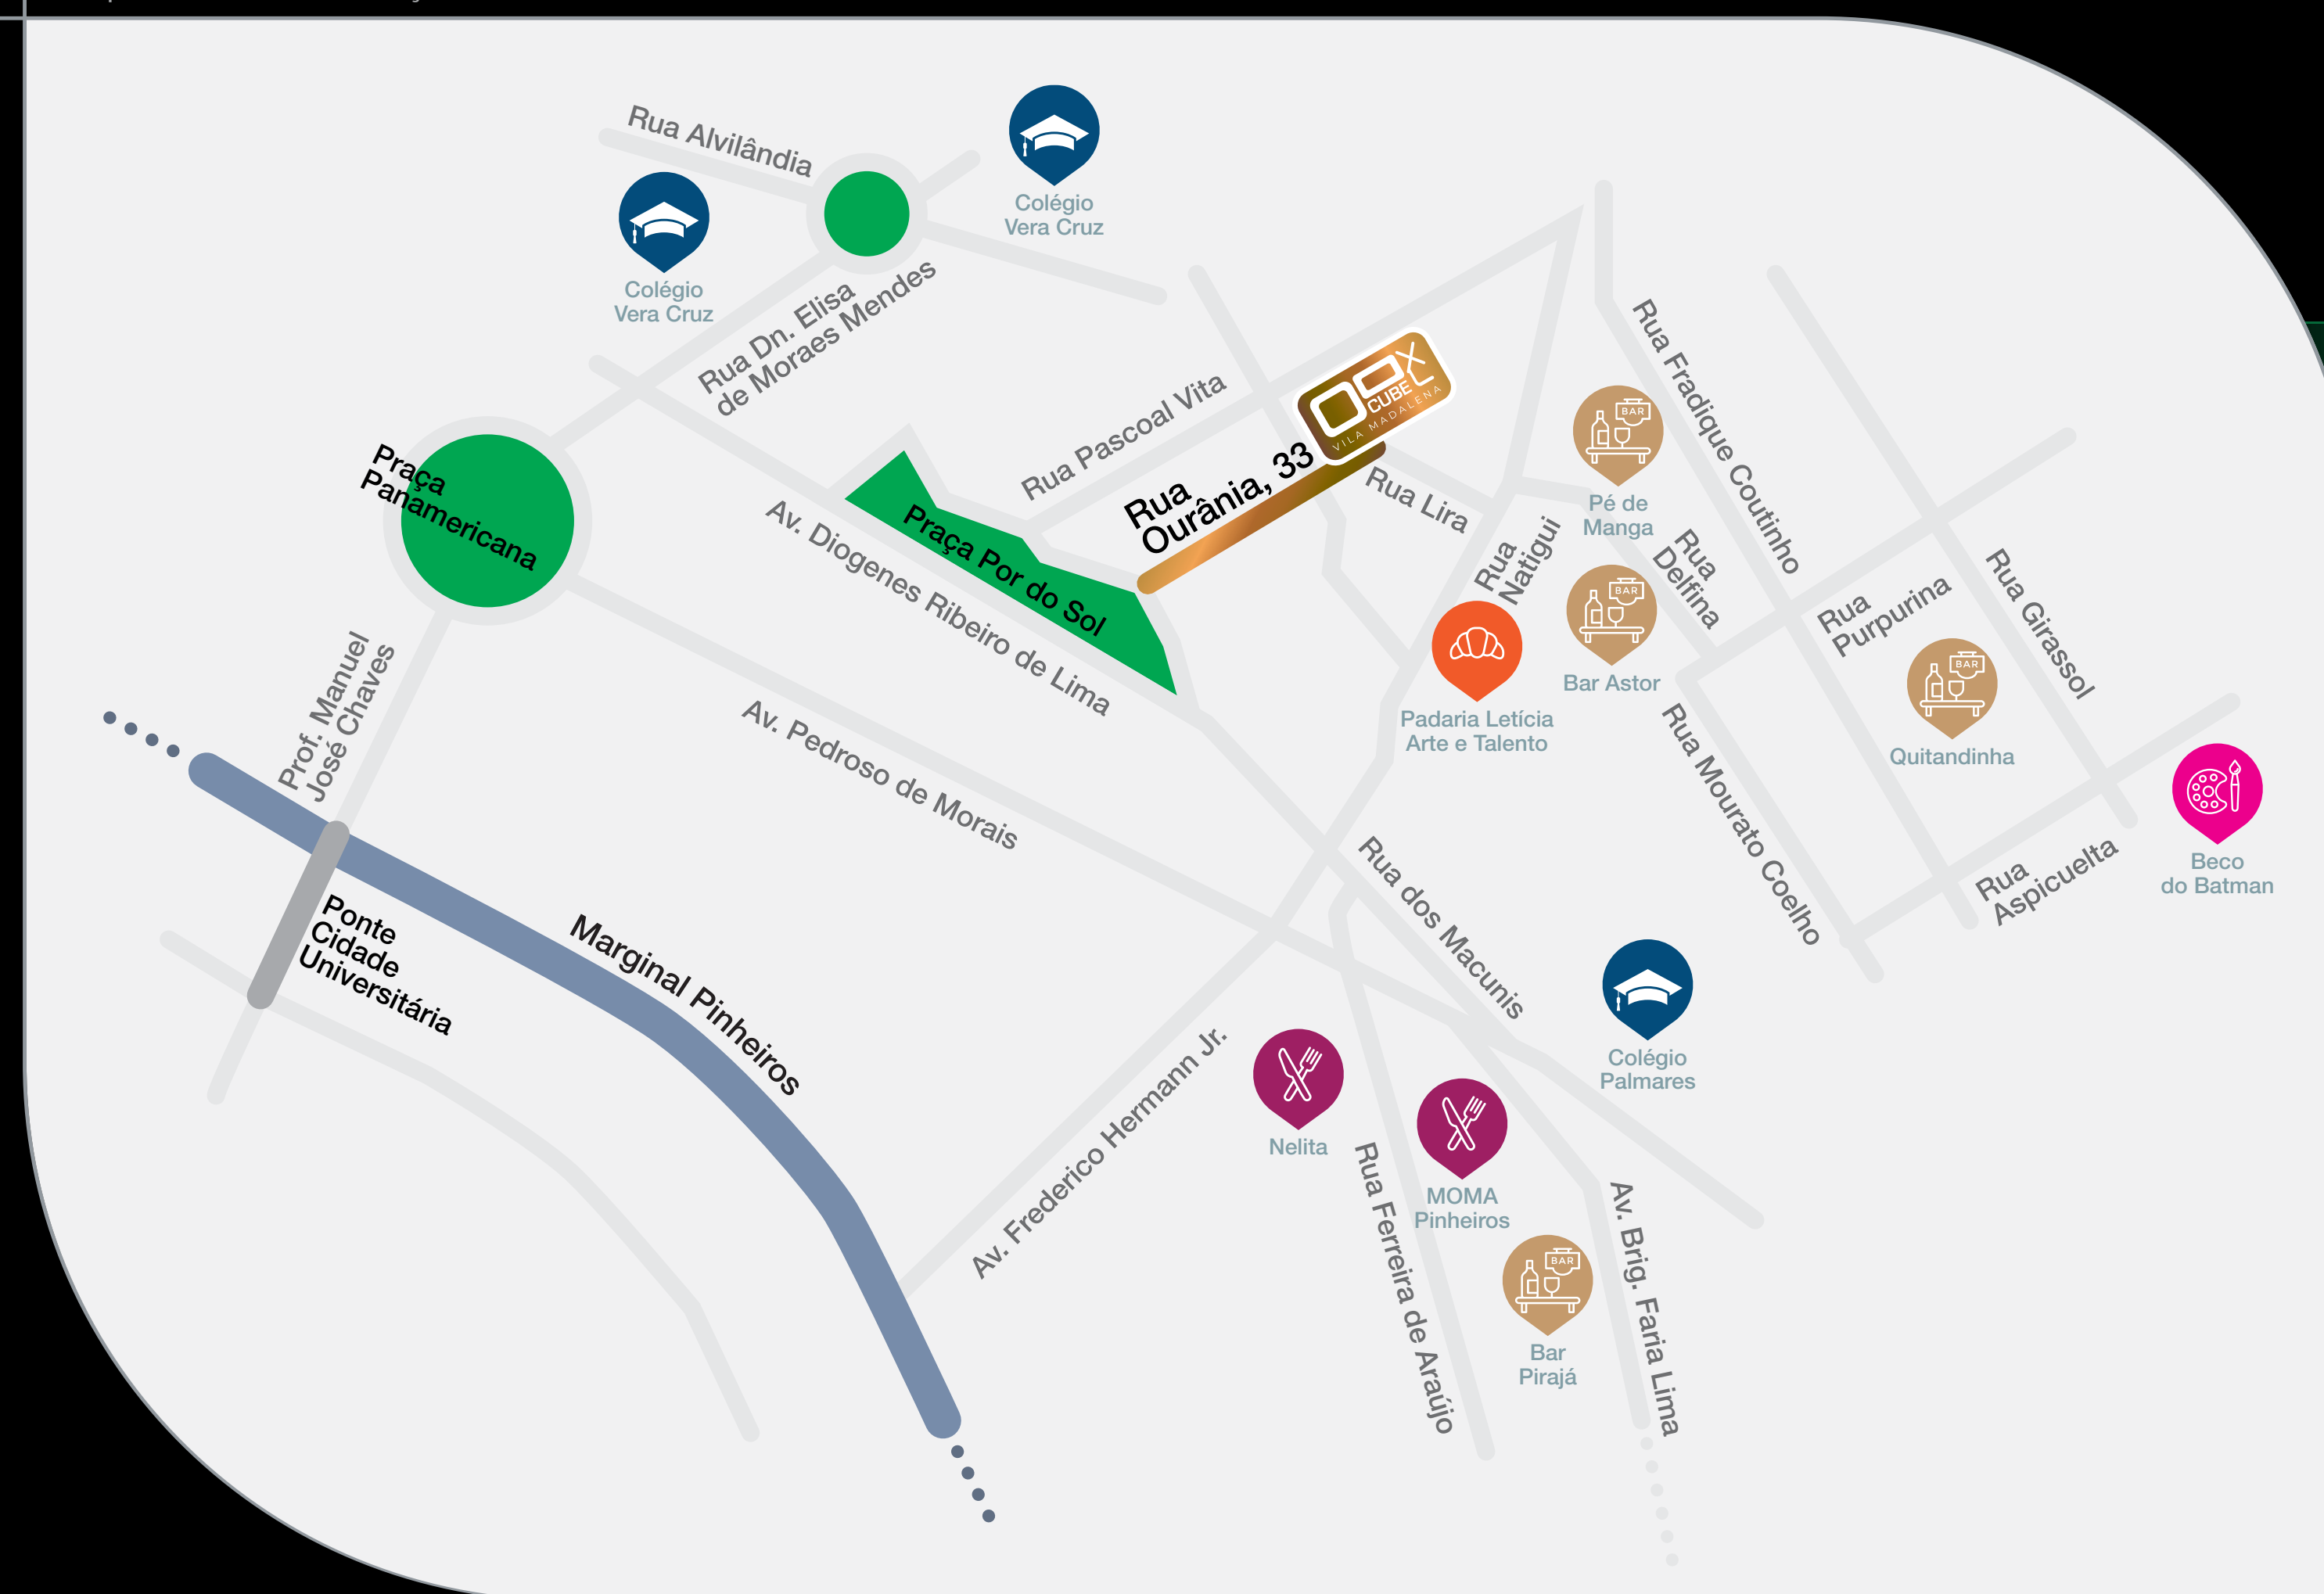 Rua Alvilândia
Colégio
Vera Cruz
Colégio
Vera Cruz
Rua Dn. Elisa
de Moraes Mendes
Praça
Panamericana
Rua Pascoal Vita
CUBE
VILA MADALENA
Rua
Ourânia, 33
Rua Lira
Praça Por do Sol
Av. Diogenes Ribeiro de Lima
Rua
Natigui
BAR
Pé de
Manga
Rua Fradique Coutinho
Rua
Delfina
BAR
Bar Astor
Padaria Letícia
Arte e Talento
Rua
Purpurina
Rua Girassol
BAR
Quitandinha
Rua Mourato Coelho
Beco
do Batman
Rua
Aspicuelta
Prof. Manuel
José Chaves
Av. Pedroso de Morais
Ponte
Cidade
Universitária
Marginal Pinheiros
Rua dos Macunis
Colégio
Palmares
Av. Frederico Hermann Jr.
Nelita
MOMA
Pinheiros
Rua Ferreira de Araújo
BAR
Bar
Pirajá
Av. Brig. Faria Lima